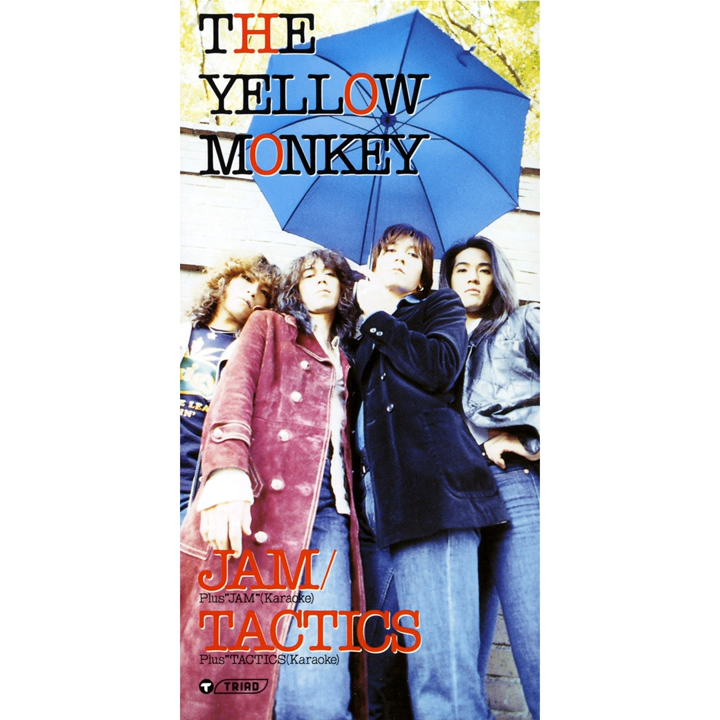 THE
YELLOW
MONKEY
JAM/
Plus"JAM"(Karaoke)
TACTICS
Plus"TACTICS(Karaoke)
T TRIAD